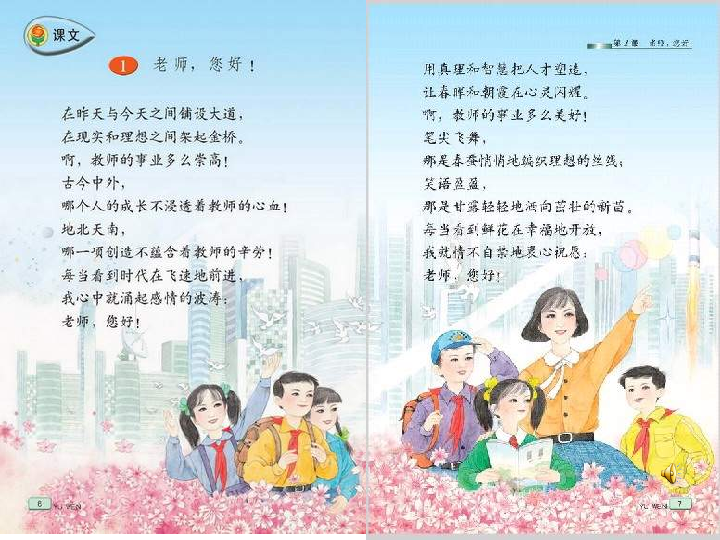 课文
1 老师，您好！
在昨天与今天之间铺设大道，
在现实和理想之间架起金桥。
啊，教师的事业多么崇高！
古今中外，
哪个人的成长不浸透着教师的心血！
地北天南，
哪一项创造不蕴含着教师的辛劳！
每当看到时代在飞速地前进，
我心中就涌起感情的波涛：
老师，您好！
6 YU WEN
第1课 老师，您好
用真理和智慧把人才塑造，
让春晖和朝霞在心灵闪耀。
啊，教师的事业多么美好！
笔尖飞舞，
那是春蚕悄悄地编织理想的丝线；
笑语盈盈，
那是甘露轻轻地洒向茁壮的新苗。
每当看到鲜花在幸福地开放，
我就情不自禁地衷心祝愿：
老师，您好！
YU WEN 7